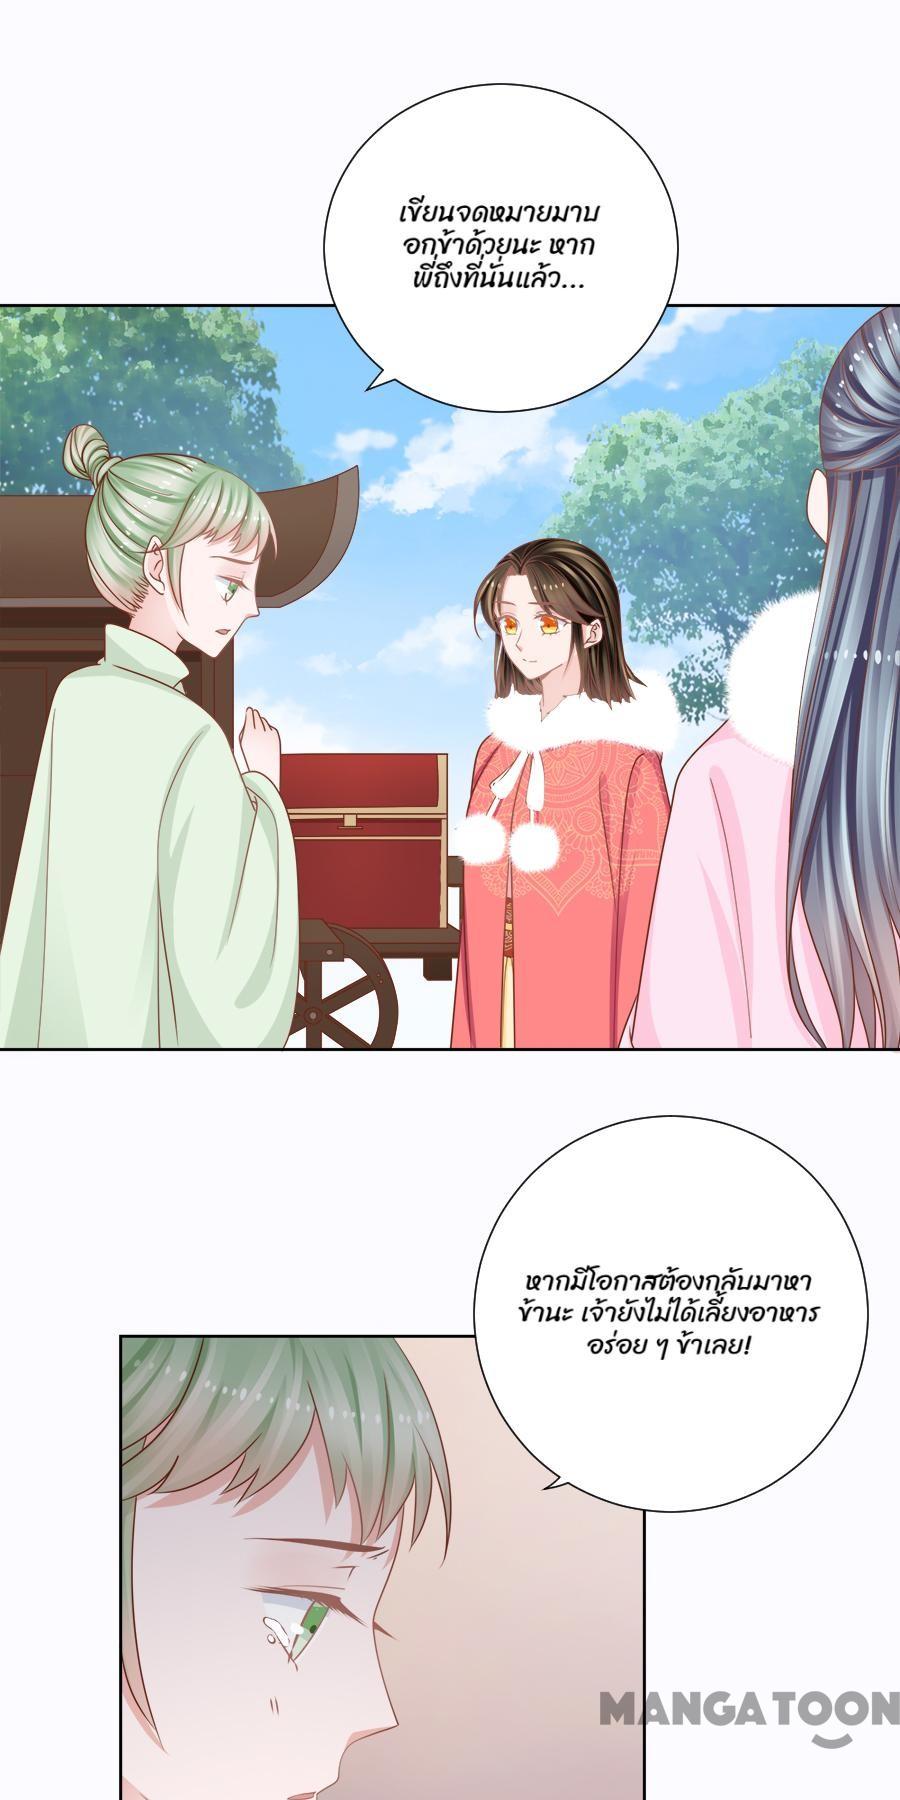 เขียนจดหมายมาบ
อกข้าด้วยนะ หาก
พี่ถึงที่นั่นแล้ว...
หากมีโอกาสต้องกลับมาหา
ข้านะ เจ้ายังไม่ได้เลี้ยงอาหาร
อร่อย ๆ ข้าเลย!
MANGATOON